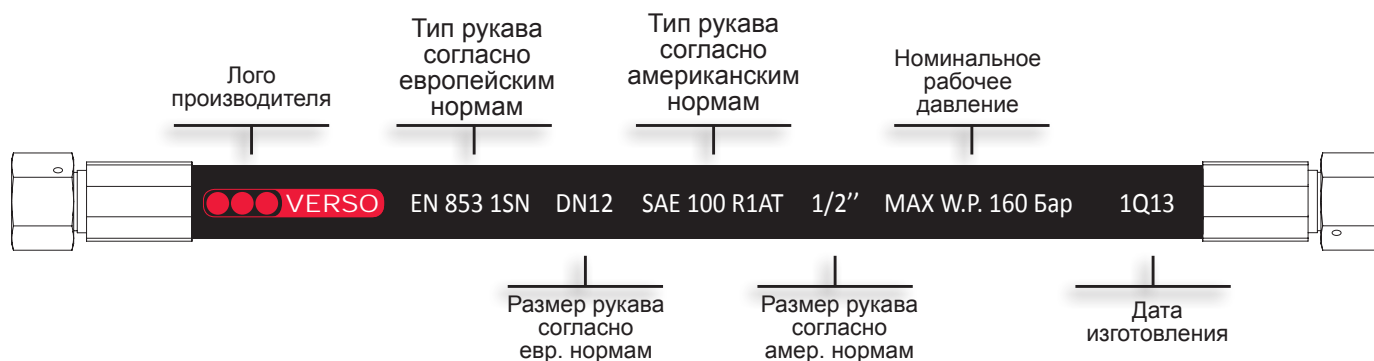 Лого
производителя
Тип рукава
согласно
европейским
нормам
Тип рукава
согласно
американским
нормам
Номинальное
рабочее
давление
VERSO EN 853 1SN DN12 SAE 100 R1AT 1/2’’ MAX W.P. 160 Бар 1Q13
Размер рукава
согласно
евр. нормам
Размер рукава
согласно
амер. нормам
Дата
изготовления